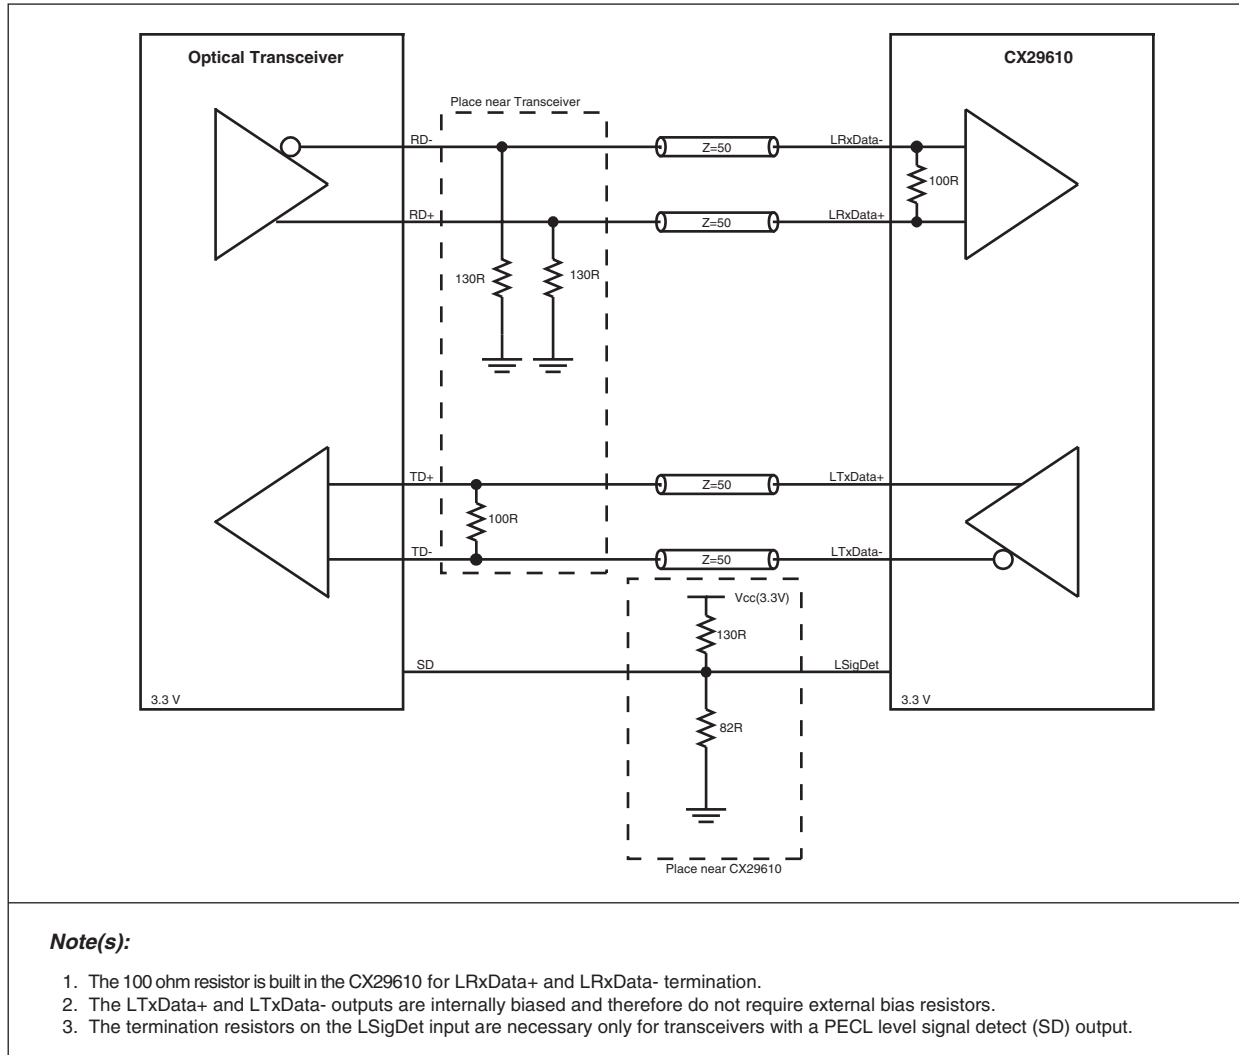 Optical Transceiver
CX29610
Place near Transceiver
RD-
Z=50
LRxData-
100R
RD+
Z=50
LRxData+
130R
130R
TD+
Z=50
LTxData+
100R
TD-
Z=50
LTxData-
Vcc(3.3V)
130R
SD
LSigDet
3.3 V
3.3 V
82R
Place near CX29610
Note(s):
1. The 100 ohm resistor is built in the CX29610 for LRxData+ and LRxData- termination.
2. The LTxData+ and LTxData- outputs are internally biased and therefore do not require external bias resistors.
3. The termination resistors on the LSigDet input are necessary only for transceivers with a PECL level signal detect (SD) output.